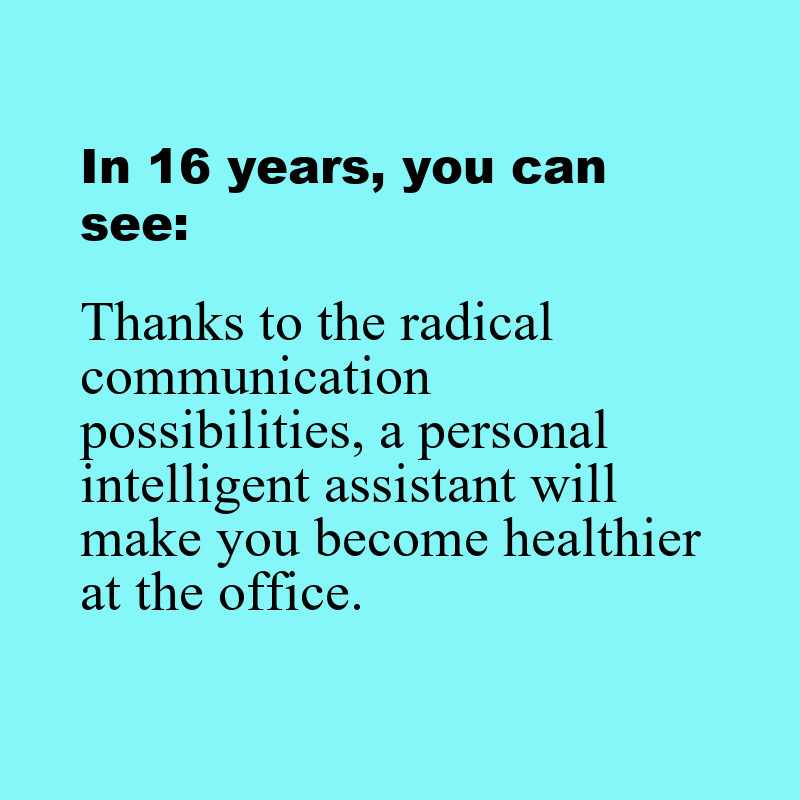 In 16 years, you can
see:
Thanks to the radical
communication
possibilities, a personal
intelligent assistant will
make you become healthier
at the office.